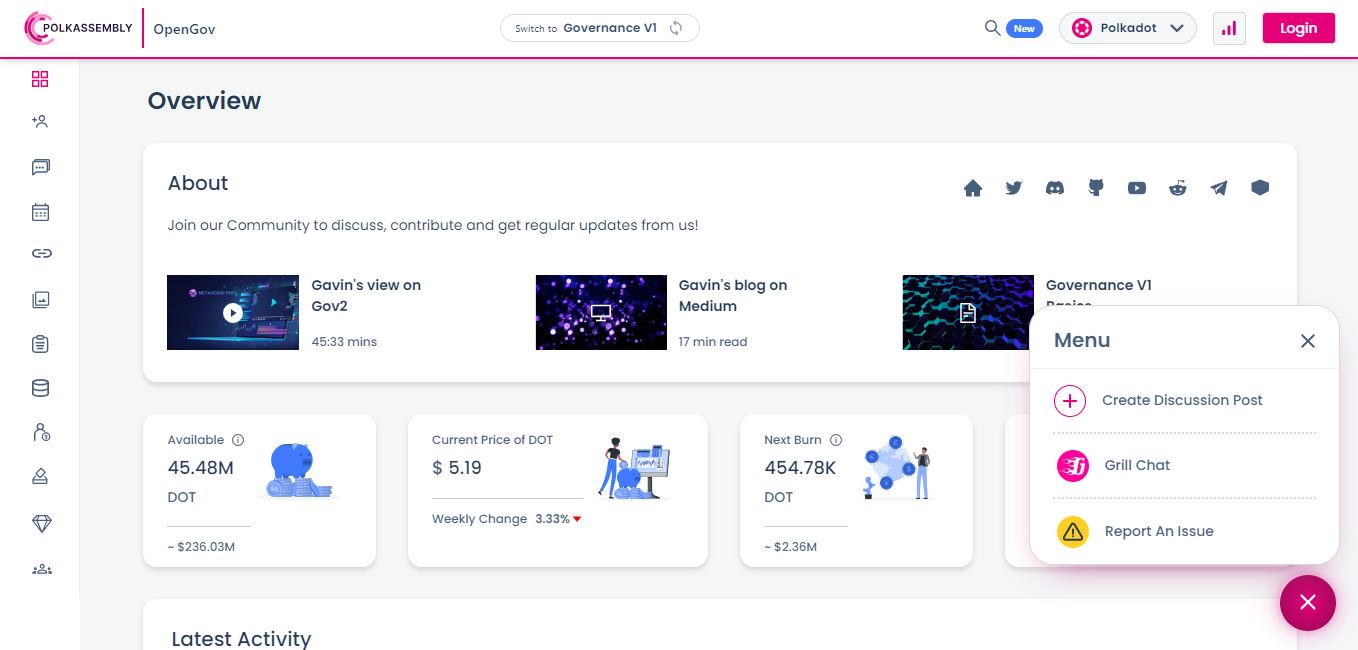 POLKASSEMBLY OpenGov Switch to Governance V1 New Polkadot Login
Overview
About
Join our Community to discuss, contribute and get regular updates from us!
Gavin's view on
Gov2
45:33 mins
Gavin's blog on
Medium
17 min read
Governance V1
Basics
Menu
Create Discussion Post
Grill Chat
Report An Issue
Available
45.48M
DOT
~ $236.03M
Current Price of DOT
$ 5.19
Weekly Change 3.33%
Next Burn
454.78K
DOT
~ $2.36M
Latest Activity